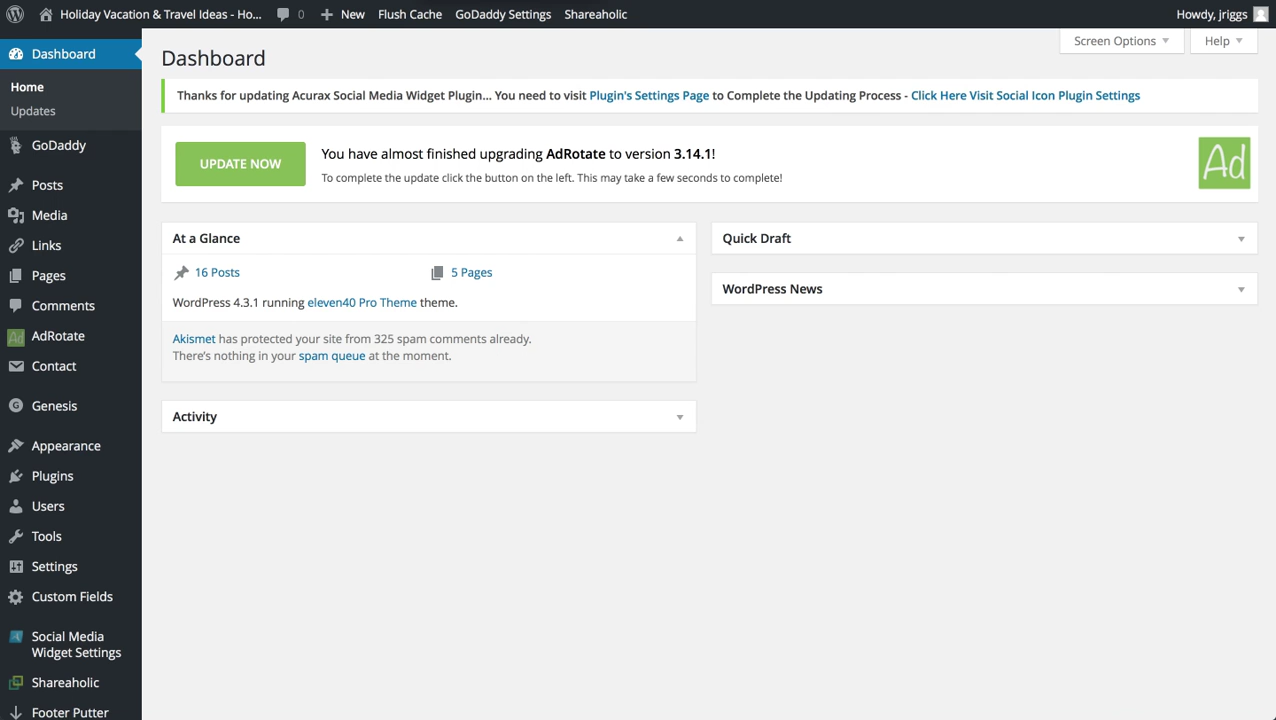 Holiday Vacation & Travel Ideas - Ho... 0 New Flush Cache GoDaddy Settings Shareaholic Howdy, jriggs
Dashboard
Home
Updates
GoDaddy
Posts
Media
Links
Pages
Comments
AdRotate
Contact
Genesis
Appearance
Plugins
Users
Tools
Settings
Custom Fields
Social Media
Widget Settings
Shareaholic
Footer Putter
Screen Options Help
Dashboard
Thanks for updating Acurax Social Media Widget Plugin... You need to visit Plugin's Settings Page to Complete the Updating Process - Click Here Visit Social Icon Plugin Settings
UPDATE NOW
You have almost finished upgrading AdRotate to version 3.14.1!
To complete the update click the button on the left. This may take a few seconds to complete!
Ad
At a Glance
16 Posts 5 Pages
WordPress 4.3.1 running eleven40 Pro Theme theme.
Akismet has protected your site from 325 spam comments already.
There's nothing in your spam queue at the moment.
Activity
Quick Draft
WordPress News